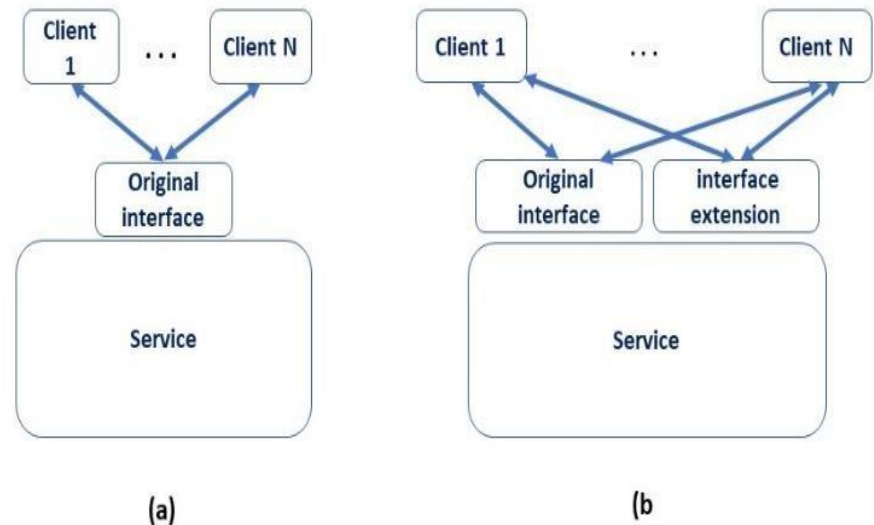 Client
1
. . .
Client N
Original
interface
Service
(a)
Client 1
...
Client N
Original
interface
interface
extension
Service
(b